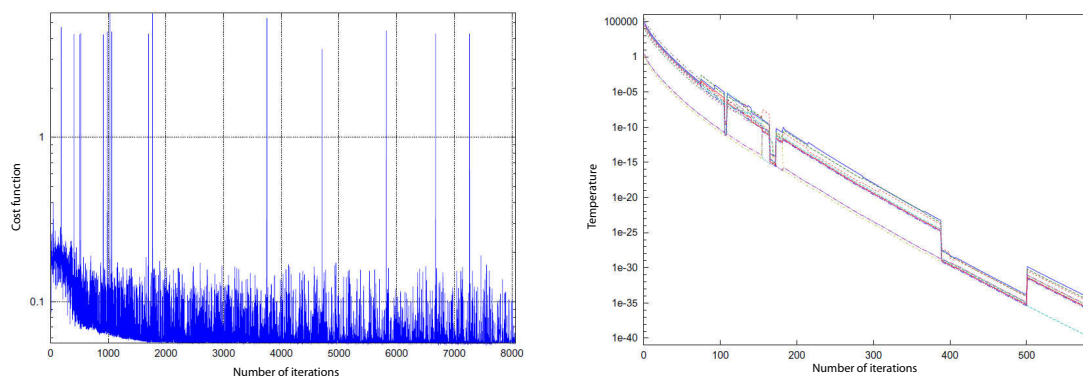 Cost function
1
0.1
0 1000 2000 3000 4000 5000 6000 7000 8000
Number of iterations
Temperature
100000
1
1e-05
1e-10
1e-15
1e-20
1e-25
1e-30
1e-35
1e-40
0 100 200 300 400 500
Number of iterations